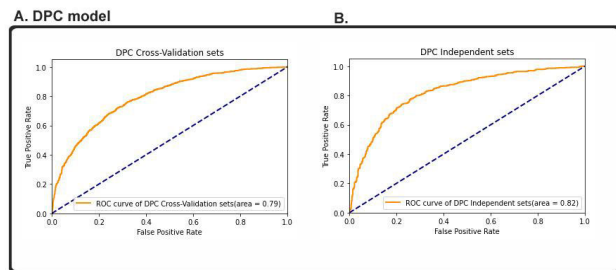 A. DPC model
B.
DPC Cross-Validation sets
True Positive Rate
1.0
0.8
0.6
0.4
0.2
0.0
ROC curve of DPC Cross-Validation sets(area = 0.79)
0.0 0.2 0.4 0.6 0.8 1.0
False Positive Rate
DPC Independent sets
True Positive Rate
1.0
0.8
0.6
0.4
0.2
0.0
ROC curve of DPC Independent sets(area = 0.82)
0.0 0.2 0.4 0.6 0.8 1.0
False Positive Rate